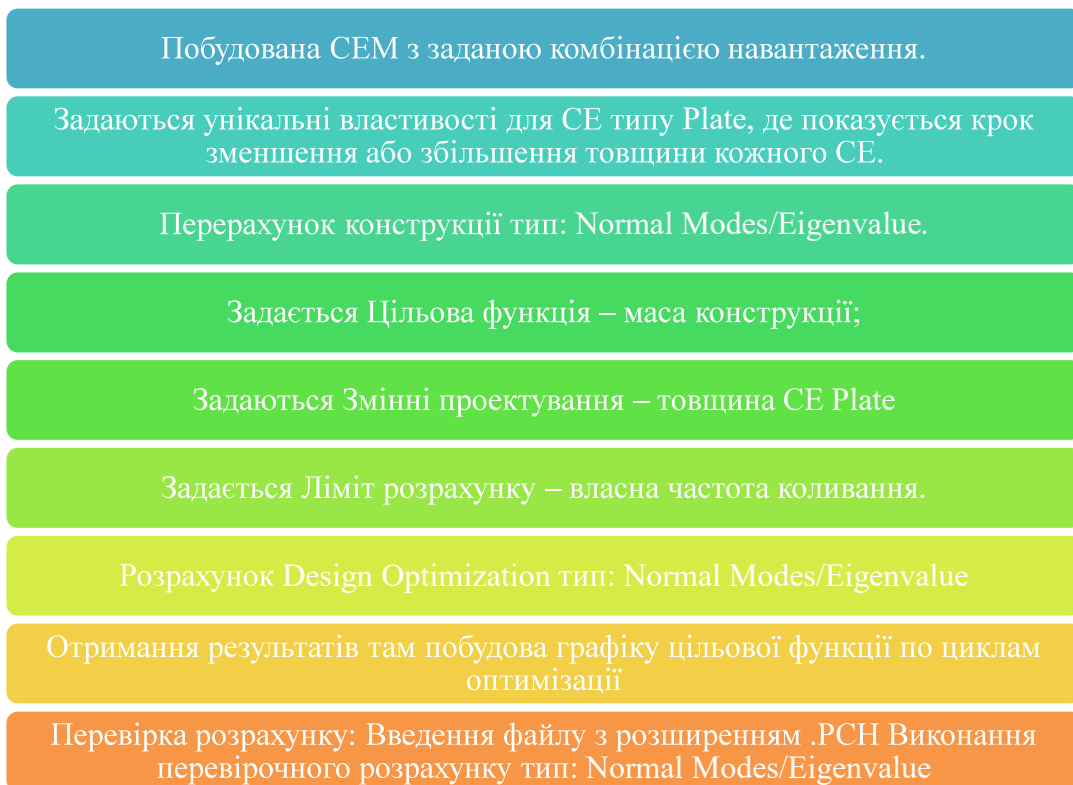 Побудована СЕМ з заданою комбінацією навантаження.
Задаються унікальні властивості для СЕ типу Plate, де показується крок
зменшення або збільшення товщини кожного СЕ.
Перерахунок конструкції тип: Normal Modes/Eigenvalue.
Задається Цільова функція – маса конструкції;
Задаються Змінні проектування – товщина СЕ Plate
Задається Ліміт розрахунку – власна частота коливання.
Розрахунок Design Optimization тип: Normal Modes/Eigenvalue
Отримання результатів там побудова графіку цільової функції по циклам
оптимізації
Перевірка розрахунку: Введення файлу з розширенням .PCH Виконання
перевірочного розрахунку тип: Normal Modes/Eigenvalue